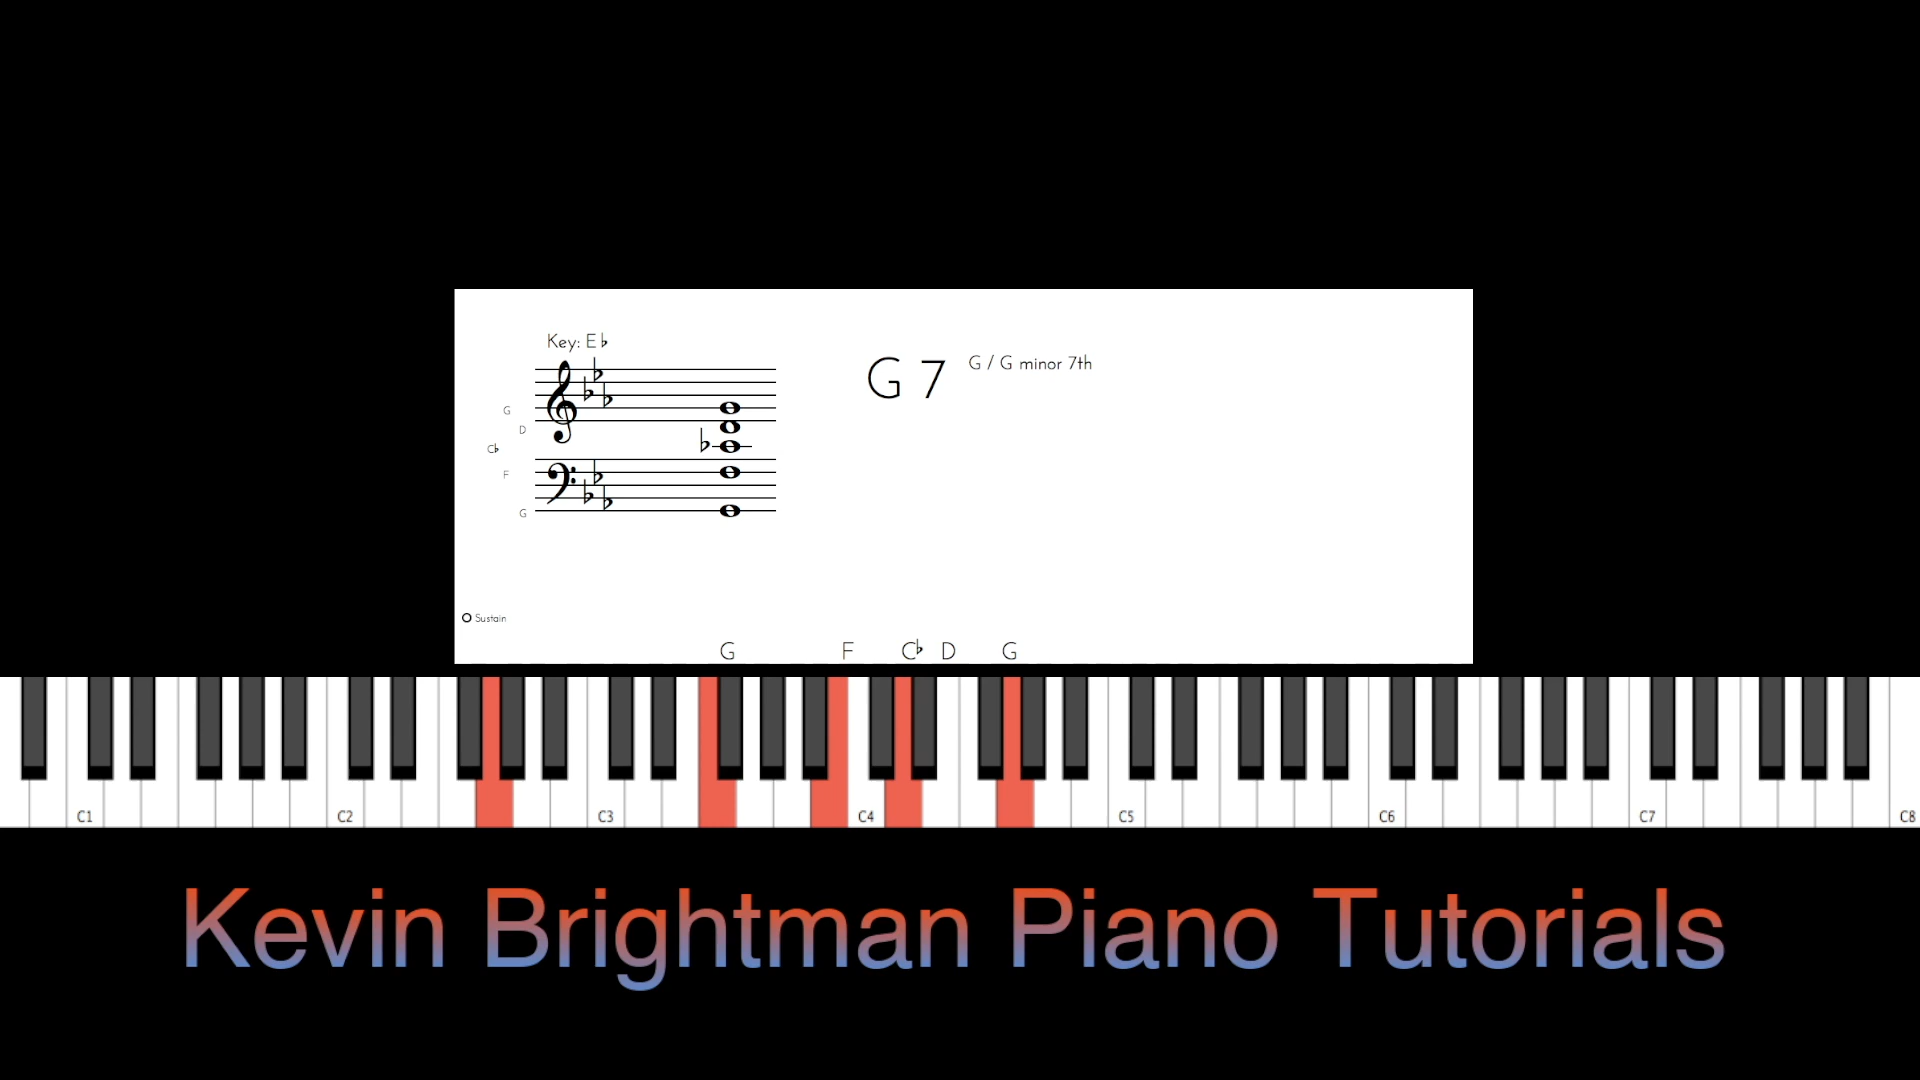 Key: E♭
G 7 G / G minor 7th
G
D
C♭
F
G
Sustain
G F C♭ D G
C1 C2 C3 C4 C5 C6 C7 C8
Kevin Brightman Piano Tutorials